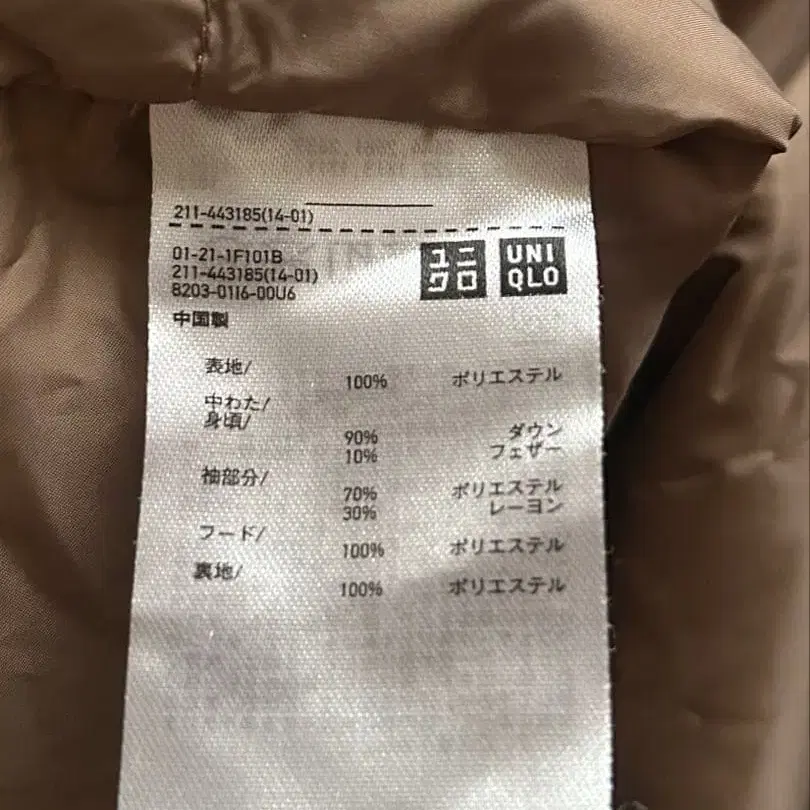 211-443185(14-01)
01-21-1F101B
211-443185(14-01)
8203-0116-00U6
中国製
ユニ
クロ
UNI
QLO
表地/
100% ポリエステル
中わた/
身頃/
90% ダウン
10% フェザー
袖部分/
70% ポリエステル
30% レーヨン
フード/
100% ポリエステル
裏地/
100% ポリエステル